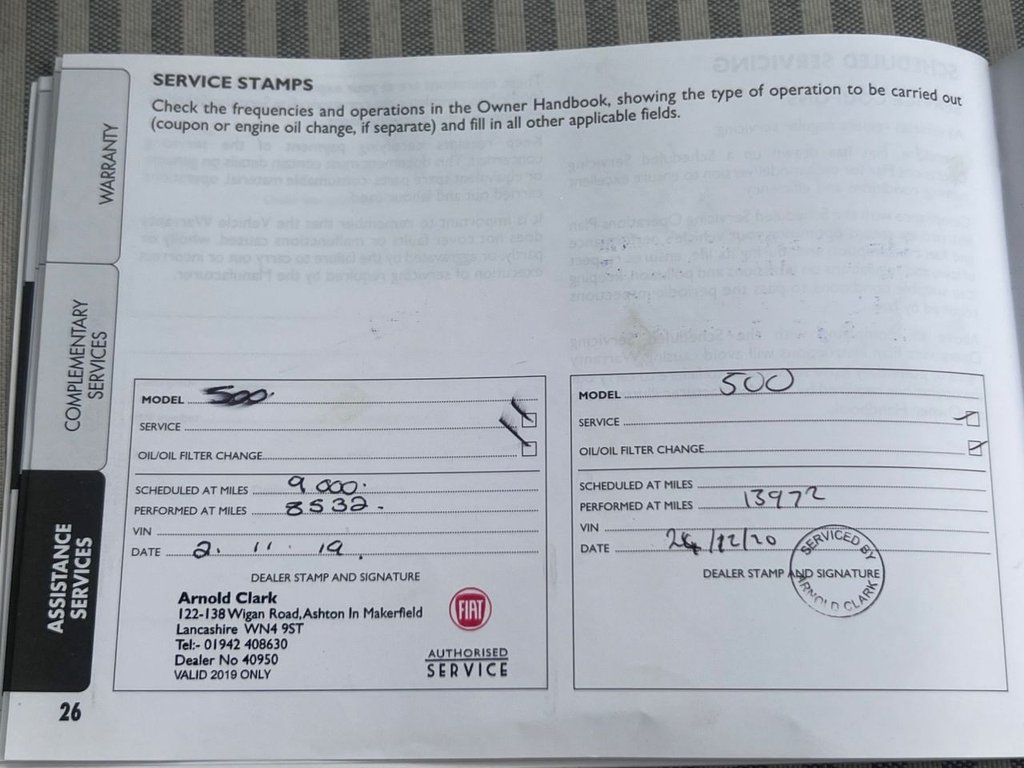 SERVICE STAMPS
Check the frequencies and operations in the Owner Handbook, showing the type of operation to be carried out
(coupon or engine oil change, if separate) and fill in all other applicable fields.
WARRANTY
COMPLEMENTARY
SERVICES
ASSISTANCE
SERVICES
MODEL 500
SERVICE
OIL/OIL FILTER CHANGE
SCHEDULED AT MILES 9000.
PERFORMED AT MILES 8532.
VIN
DATE 2. 11. 19.
DEALER STAMP AND SIGNATURE
Arnold Clark
122-138 Wigan Road, Ashton In Makerfield
Lancashire WN4 9ST
Tel:- 01942 408630
Dealer No 40950
VALID 2019 ONLY
FIAT
AUTHORISED
SERVICE
MODEL 500
SERVICE
OIL/OIL FILTER CHANGE
SCHEDULED AT MILES
PERFORMED AT MILES 13972
VIN
DATE 24/12/20
DEALER STAMP AND SIGNATURE
SERVICED BY
ARNOLD CLARK
26